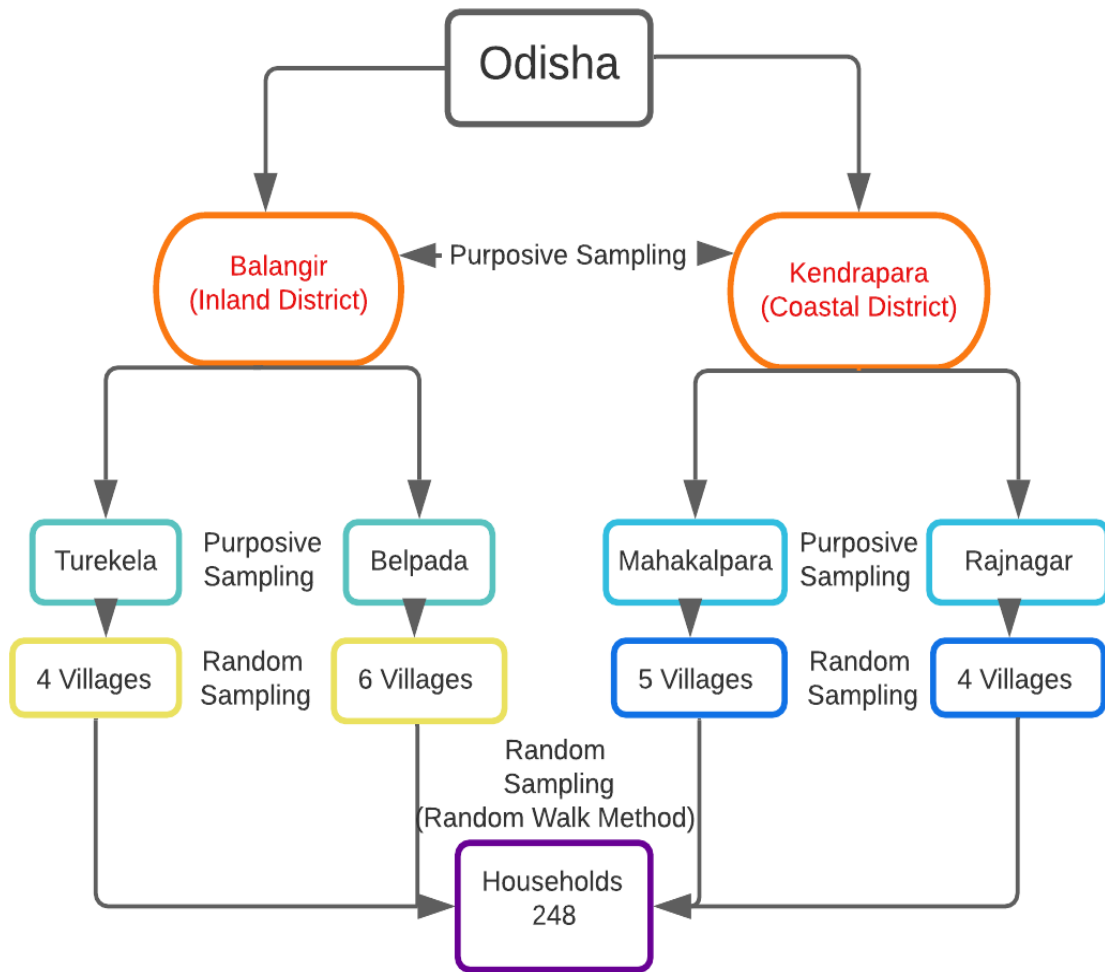 Odisha
Balangir
(Inland District)
Purposive Sampling
Kendrapara
(Coastal District)
Turekela
Purposive
Sampling
Belpada
Mahakalpara
Purposive
Sampling
Rajnagar
4 Villages
Random
Sampling
6 Villages
5 Villages
Random
Sampling
4 Villages
Random
Sampling
(Random Walk Method)
Households
248